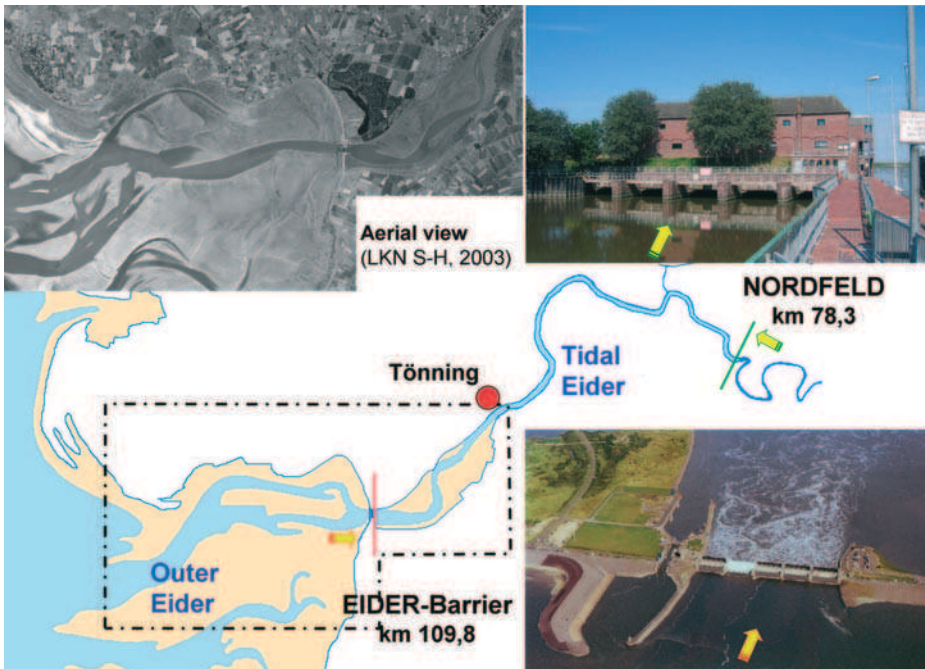 Aerial view
(LKN S-H, 2003)
NORDFELD
km 78,3
Tönning
Tidal
Eider
Outer
Eider
EIDER-Barrier
km 109,8